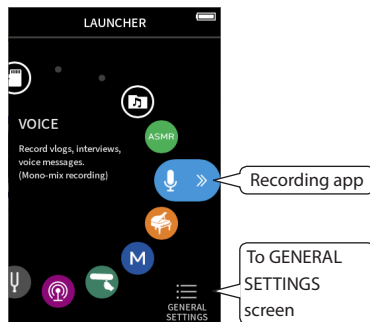 LAUNCHER
VOICE
Record vlogs, interviews,
voice messages.
(Mono-mix recording)
ASMR
M
GENERAL
SETTINGS
Recording app
To GENERAL
SETTINGS
screen